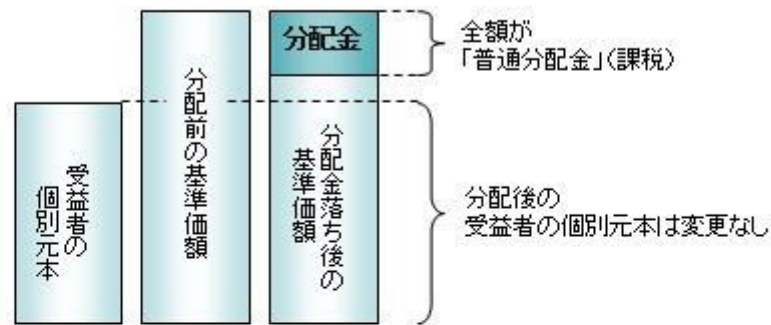 受益者の
個別元本
分配前の基準価額
分配金
分配金落ち後の
基準価額
全額が
「普通分配金」(課税)
分配後の
受益者の個別元本は変更なし